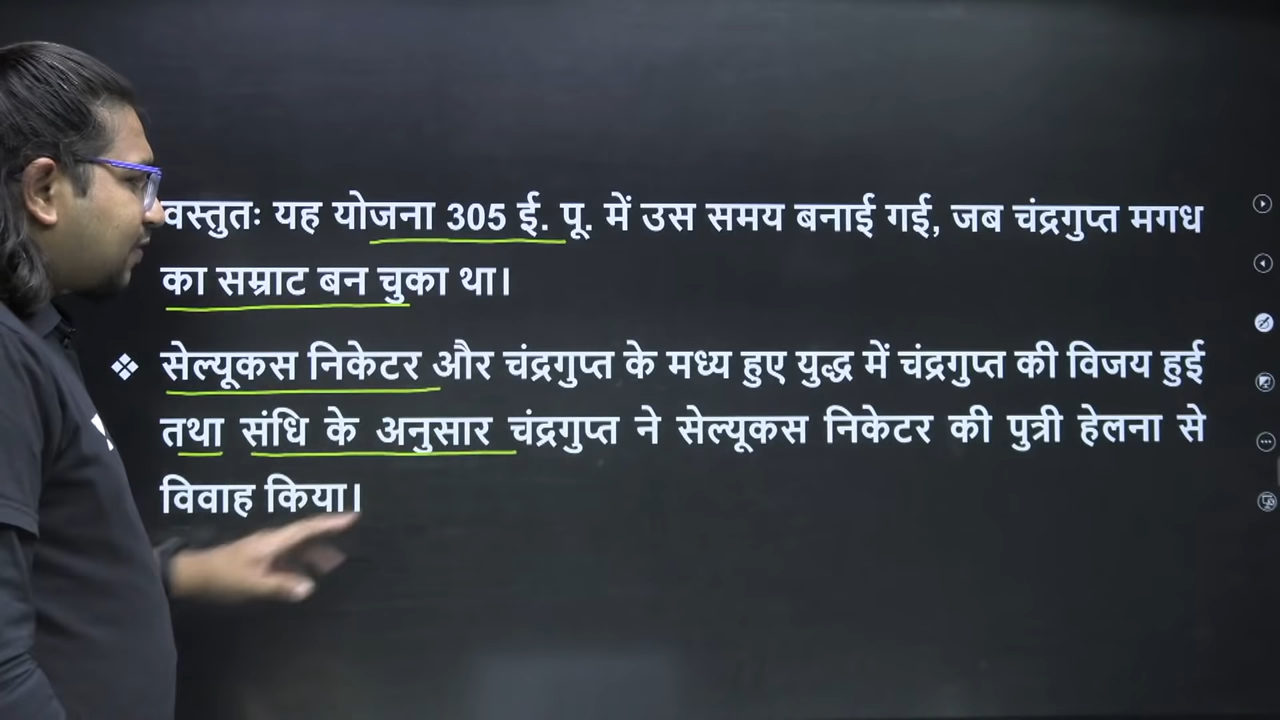 वस्तुतः यह योजना 305 ई. पू. में उस समय बनाई गई, जब चंद्रगुप्त मगध
का सम्राट बन चुका था।
❖ सेल्यूकस निकेटर और चंद्रगुप्त के मध्य हुए युद्ध में चंद्रगुप्त की विजय हुई
तथा संधि के अनुसार चंद्रगुप्त ने सेल्यूकस निकेटर की पुत्री हेलना से
विवाह किया।